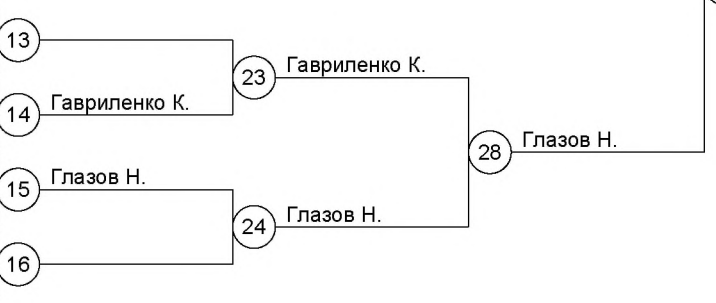 13
Гавриленко К.
23
14
Гавриленко К.
Глазов Н.
28
15
Глазов Н.
24
Глазов Н.
16